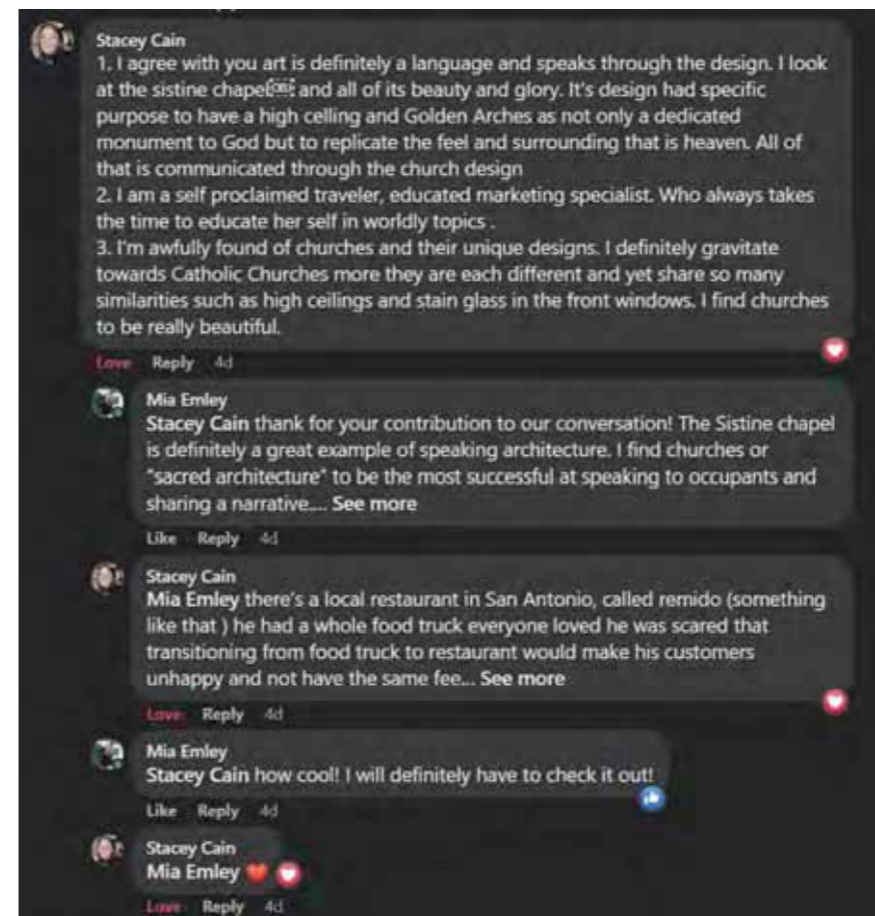 Stacey Cain
1. I agree with you art is definitely a language and speaks through the design. I look
at the sistine chapel and all of its beauty and glory. It's design had specific
purpose to have a high celling and Golden Arches as not only a dedicated
monument to God but to replicate the feel and surrounding that is heaven. All of
that is communicated through the church design
2. I am a self proclaimed traveler, educated marketing specialist. Who always takes
the time to educate her self in worldly topics .
3. I'm awfully found of churches and their unique designs. I definitely gravitate
towards Catholic Churches more they are each different and yet share so many
similarities such as high ceilings and stain glass in the front windows. I find churches
to be really beautiful.
Love Reply 4d
Mia Emley
Stacey Cain thank for your contribution to our conversation! The Sistine chapel
is definitely a great example of speaking architecture. I find churches or
"sacred architecture" to be the most successful at speaking to occupants and
sharing a narrative.... See more
Like Reply 4d
Stacey Cain
Mia Emley there's a local restaurant in San Antonio, called remido (something
like that ) he had a whole food truck everyone loved he was scared that
transitioning from food truck to restaurant would make his customers
unhappy and not have the same fee... See more
Love Reply 4d
Mia Emley
Stacey Cain how cool! I will definitely have to check it out!
Like Reply 4d
Stacey Cain
Mia Emley ❤️
Love Reply 4d